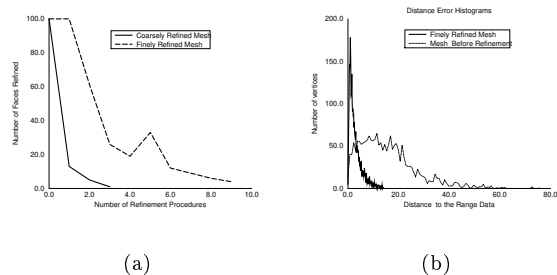 100.0
80.0
60.0
40.0
20.0
0.0
Number of Faces Refined
Coarsely Refined Mesh
Finely Refined Mesh
0.0 2.0 4.0 6.0 8.0 10.0
Number of Refinement Procedures
(a)
Distance Error Histograms
200.0
150.0
100.0
50.0
0.0
Number of vertices
Finely Refined Mesh
Mesh Before Refinement
0.0 20.0 40.0 60.0 80.0
Distance to the Range Data
(b)